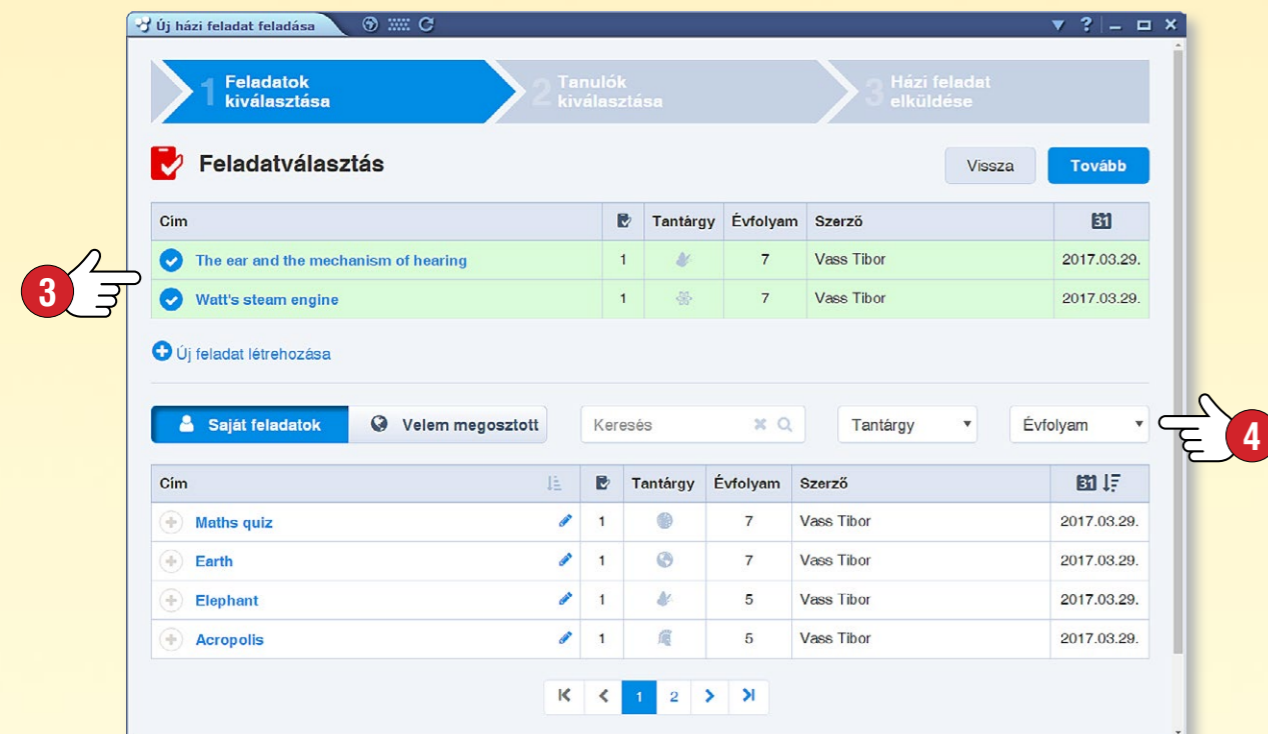 Új házi feladat feladása
?
1 Feladatok
kiválasztása
2 Tanulók
kiválasztása
3 Házi feladat
elküldése
Feladatválasztás
Vissza
Tovább
Cím Tantárgy Évfolyam Szerző 31
The ear and the mechanism of hearing 1 7 Vass Tibor 2017.03.29.
3
Watt's steam engine 1 7 Vass Tibor 2017.03.29.
Új feladat létrehozása
Saját feladatok Velem megosztott Keresés Tantárgy Évfolyam
4
Cím Tantárgy Évfolyam Szerző 31
Maths quiz 1 7 Vass Tibor 2017.03.29.
Earth 1 7 Vass Tibor 2017.03.29.
Elephant 1 5 Vass Tibor 2017.03.29.
Acropolis 1 5 Vass Tibor 2017.03.29.
1 2